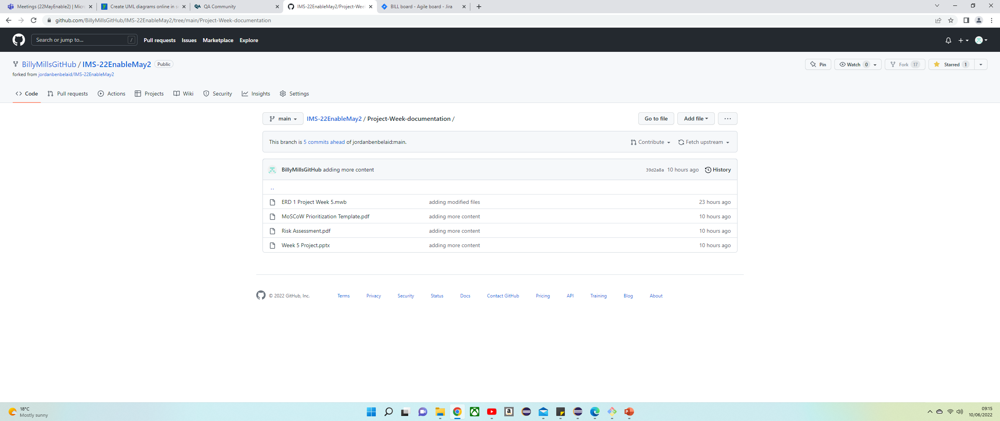 Meetings (22MayEnable2) | Micro
Create UML diagrams online in se
QA Community
IMS-22EnableMay2/Project-Week
BILL board - Agile board - Jira
github.com/BillyMillsGitHub/IMS-22EnableMay2/tree/main/Project-Week-documentation
Search or jump to... /
Pull requests Issues Marketplace Explore
BillyMillsGitHub / IMS-22EnableMay2 Public
Pin Watch 0 Fork 17 Starred 1
forked from jordanbenbelaid/IMS-22EnableMay2
Code Pull requests Actions Projects Wiki Security Insights Settings
main IMS-22EnableMay2 / Project-Week-documentation / Go to file Add file ...
This branch is 5 commits ahead of jordanbenbelaid:main. Contribute Fetch upstream
BillyMillsGitHub adding more content 39d2a8a 10 hours ago History
..
ERD 1 Project Week 5.mwb adding modified files 23 hours ago
MoSCoW Prioritization Template.pdf adding more content 10 hours ago
Risk Assessment.pdf adding more content 10 hours ago
Week 5 Project.pptx adding more content 10 hours ago
© 2022 GitHub, Inc. Terms Privacy Security Status Docs Contact GitHub Pricing API Training Blog About
18°C
Mostly sunny
09:15
10/06/2022